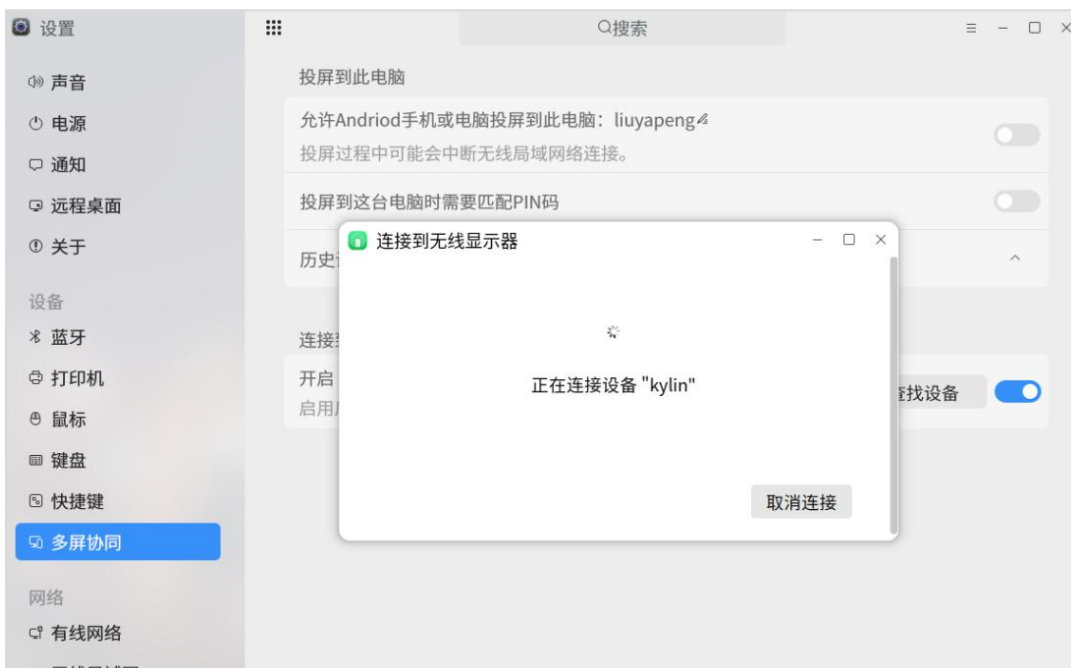 设置
搜索
声音
电源
通知
远程桌面
关于
设备
蓝牙
打印机
鼠标
键盘
快捷键
多屏协同
网络
有线网络
投屏到此电脑
允许Andriod手机或电脑投屏到此电脑：liuyapeng
投屏过程中可能会中断无线局域网络连接。
投屏到这台电脑时需要匹配PIN码
历史
连接
开启
启用
查找设备
连接到无线显示器
正在连接设备 "kylin"
取消连接